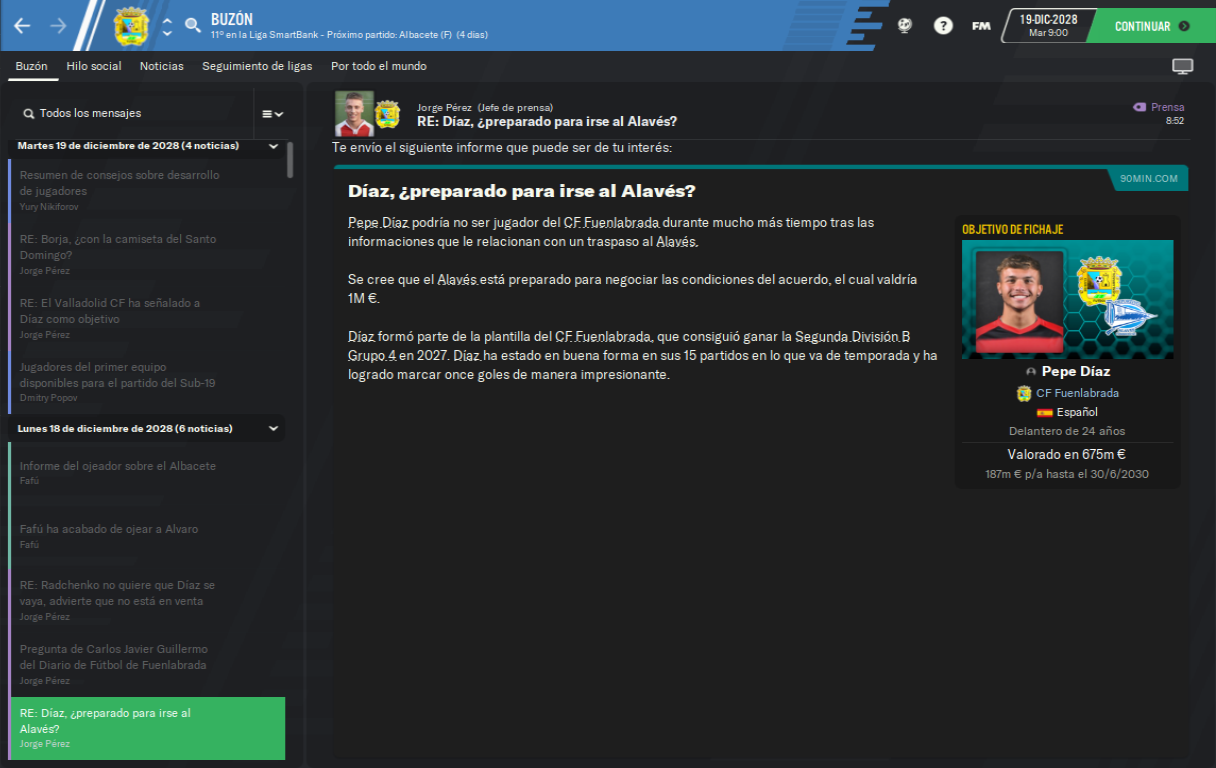 BUZÓN
11º en la Liga SmartBank - Próximo partido: Albacete (F) (4 días)
?
FM
19-DIC-2028
Mar 9:00
CONTINUAR
Buzón
Hilo social
Noticias
Seguimiento de ligas
Por todo el mundo
Todos los mensajes
Martes 19 de diciembre de 2028 (4 noticias)
Resumen de consejos sobre desarrollo
de jugadores
Yury Nikiforov
RE: Borja, ¿con la camiseta del Santo
Domingo?
Jorge Pérez
RE: El Valladolid CF ha señalado a
Díaz como objetivo
Jorge Pérez
Jugadores del primer equipo
disponibles para el partido del Sub-19
Dmitry Popov
Lunes 18 de diciembre de 2028 (6 noticias)
Informe del ojeador sobre el Albacete
Fafú
Fafú ha acabado de ojear a Alvaro
Fafú
RE: Radchenko no quiere que Díaz se
vaya, advierte que no está en venta
Jorge Pérez
Pregunta de Carlos Javier Guillermo
del Diario de Fútbol de Fuenlabrada
Jorge Pérez
RE: Díaz, ¿preparado para irse al
Alavés?
Jorge Pérez
Jorge Pérez (Jefe de prensa)
RE: Díaz, ¿preparado para irse al Alavés?
Prensa
8:52
Te envío el siguiente informe que puede ser de tu interés:
90MIN.COM
Díaz, ¿preparado para irse al Alavés?
Pepe Díaz podría no ser jugador del CF Fuenlabrada durante mucho más tiempo tras las
informaciones que le relacionan con un traspaso al Alavés.
Se cree que el Alavés está preparado para negociar las condiciones del acuerdo, el cual valdría
1M €.
Díaz formó parte de la plantilla del CF Fuenlabrada, que consiguió ganar la Segunda División B
Grupo 4 en 2027. Díaz ha estado en buena forma en sus 15 partidos en lo que va de temporada y ha
logrado marcar once goles de manera impresionante.
OBJETIVO DE FICHAJE
Pepe Díaz
CF Fuenlabrada
Español
Delantero de 24 años
Valorado en 675m €
187m € p/a hasta el 30/6/2030